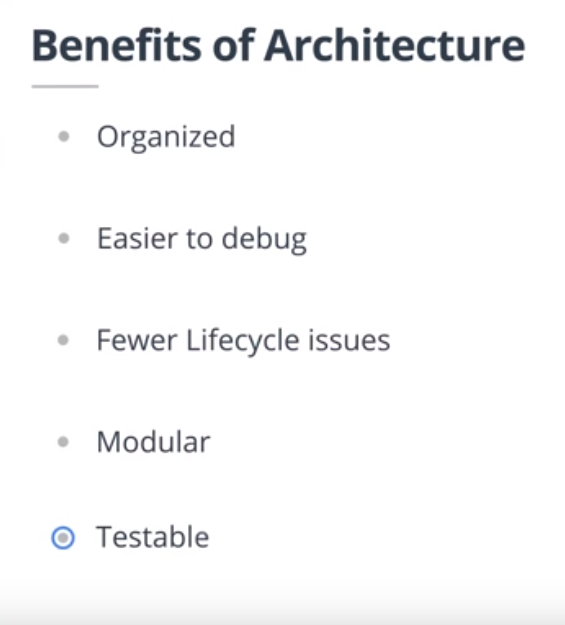 Benefits of Architecture
Organized
Easier to debug
Fewer Lifecycle issues
Modular
Testable